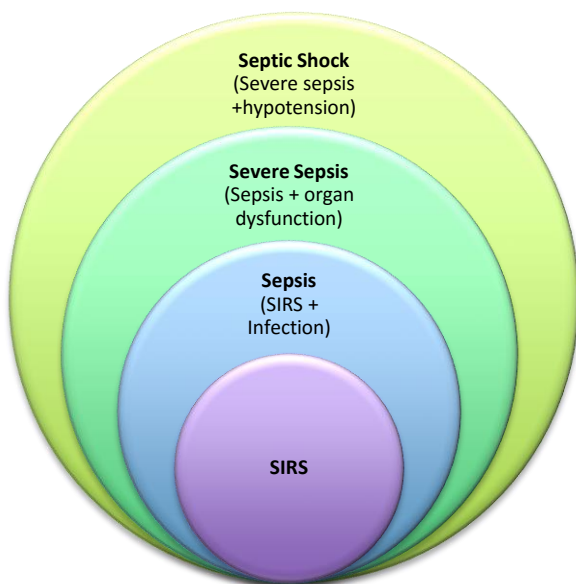 Septic Shock
(Severe sepsis
+hypotension)
Severe Sepsis
(Sepsis + organ
dysfunction)
Sepsis
(SIRS +
Infection)
SIRS